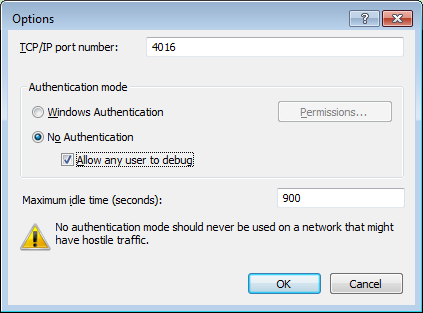 Options
TCP/IP port number:
4016
Authentication mode
Windows Authentication
Permissions...
No Authentication
Allow any user to debug
Maximum idle time (seconds):
900
No authentication mode should never be used on a network that might
have hostile traffic.
OK
Cancel